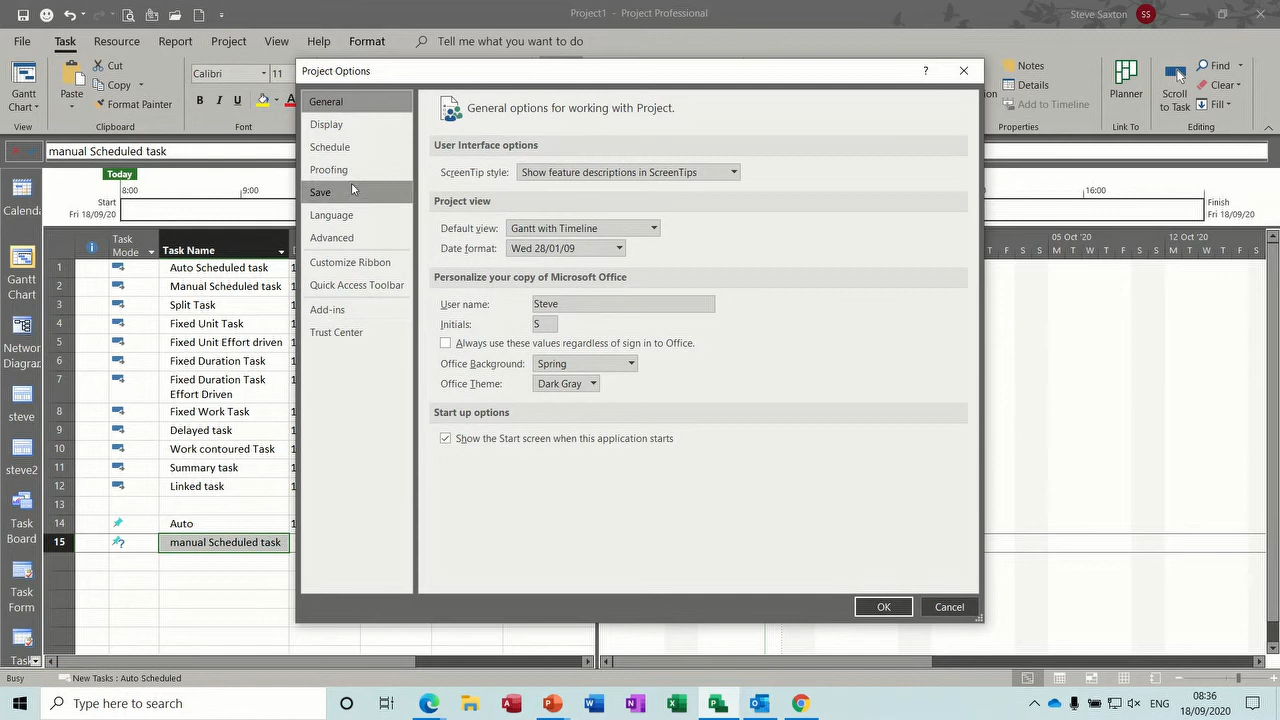 Project1 - Project Professional
Steve Saxton SS
File Task Resource Report Project View Help Format Tell me what you want to do
Gantt Chart
View
Paste
Cut
Copy
Format Painter
Clipboard
Calibri 11
B I U A
Font
Notes
Details
Add to Timeline
Properties
Planner
Link To
Scroll to Task
Find
Clear
Fill
Editing
manual Scheduled task
Today
8:00 9:00 16:00
Start
Fri 18/09/20
Finish
Fri 18/09/20
Calenda
Gantt Chart
Network Diagram
steve
steve2
Task Board
Task Form
Task
Task Mode
Task Name
05 Oct '20 12 Oct '20
T F S S M T W T F S S M T W T F S
1 Auto Scheduled task
2 Manual Scheduled task
3 Split Task
4 Fixed Unit Task
5 Fixed Unit Effort driven
6 Fixed Duration Task
7 Fixed Duration Task
Effort Driven
8 Fixed Work Task
9 Delayed task
10 Work contoured Task
11 Summary task
12 Linked task
13
14 Auto
15 manual Scheduled task
Project Options
?
General
Display
Schedule
Proofing
Save
Language
Advanced
Customize Ribbon
Quick Access Toolbar
Add-ins
Trust Center
General options for working with Project.
User Interface options
ScreenTip style: Show feature descriptions in ScreenTips
Project view
Default view: Gantt with Timeline
Date format: Wed 28/01/09
Personalize your copy of Microsoft Office
User name: Steve
Initials: S
Always use these values regardless of sign in to Office.
Office Background: Spring
Office Theme: Dark Gray
Start up options
Show the Start screen when this application starts
OK Cancel
Busy New Tasks : Auto Scheduled
Type here to search
ENG
08:36
18/09/2020